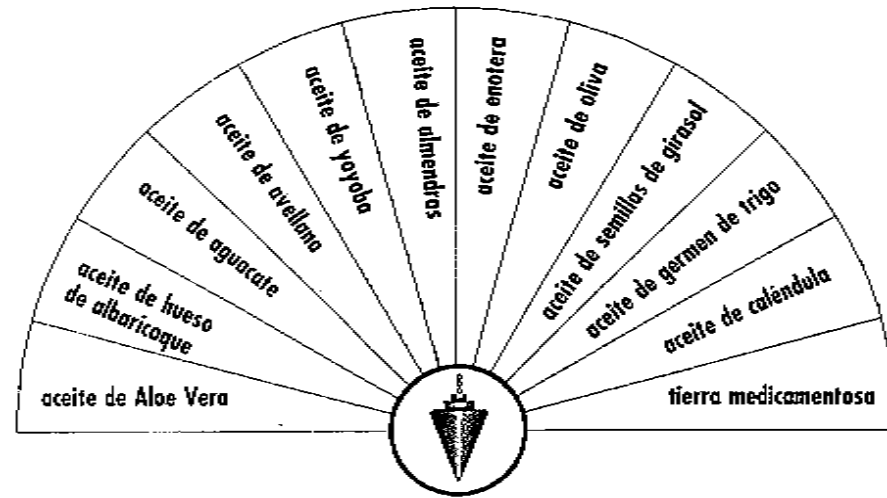 aceite de Aloe Vera
aceite de hueso
de albaricoque
aceite de aguacate
aceite de avellana
aceite de yoyoba
aceite de almendras
aceite de enotera
aceite de oliva
aceite de semillas de girasol
aceite de germen de trigo
aceite de caléndula
tierra medicamentosa